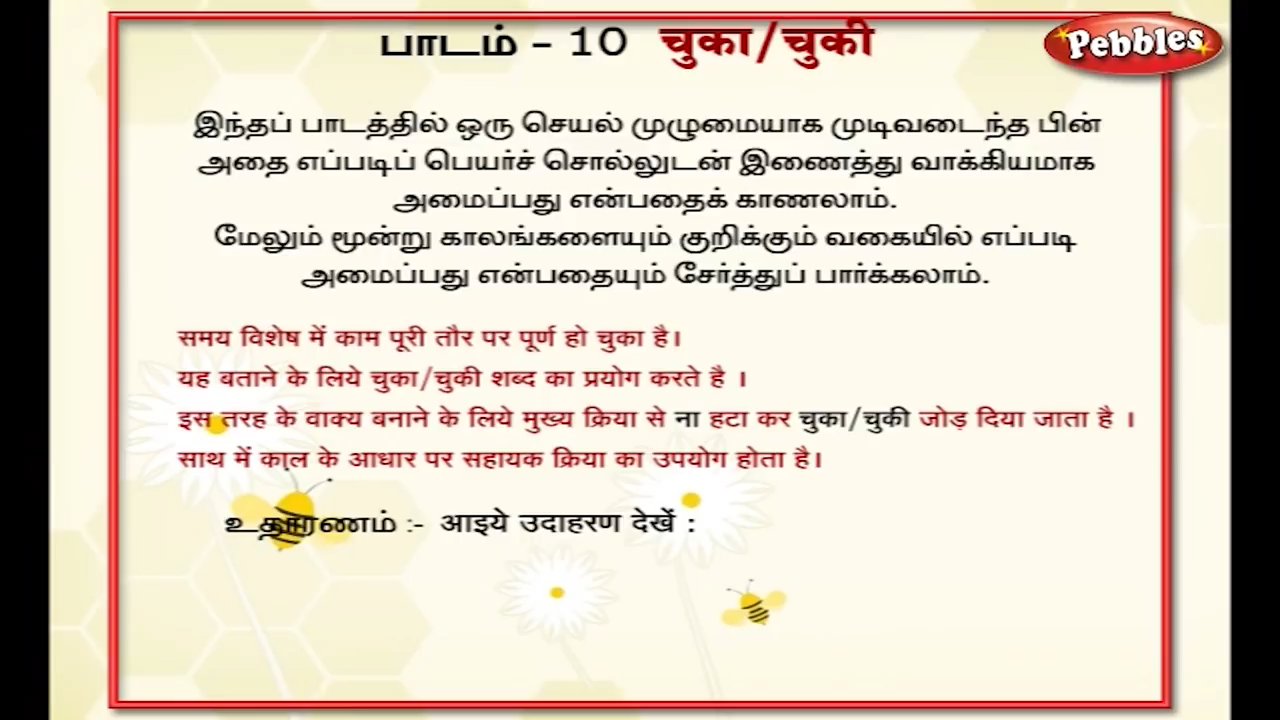 பாடம் – 10 चुका/चुकी
Pebbles
இந்தப் பாடத்தில் ஒரு செயல் முழுமையாக முடிவடைந்த பின்
அதை எப்படிப் பெயர்ச் சொல்லுடன் இணைத்து வாக்கியமாக
அமைப்பது என்பதைக் காணலாம்.
மேலும் மூன்று காலங்களையும் குறிக்கும் வகையில் எப்படி
அமைப்பது என்பதையும் சேர்த்துப் பார்க்கலாம்.
समय विशेष में काम पूरी तौर पर पूर्ण हो चुका है।
यह बताने के लिये चुका/चुकी शब्द का प्रयोग करते है ।
इस तरह के वाक्य बनाने के लिये मुख्य क्रिया से ना हटा कर चुका/चुकी जोड़ दिया जाता है ।
साथ में काल के आधार पर सहायक क्रिया का उपयोग होता है।
உதாரணம் :- आइये उदाहरण देखें :